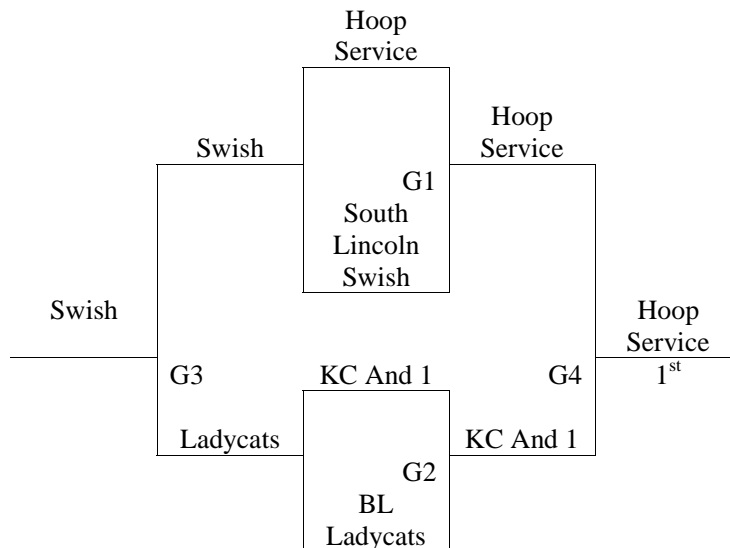 Hoop
Service
Swish
Hoop
Service
G1
South
Lincoln
Swish
Swish
Hoop
Service
G3
KC And 1
G4
1st
Ladycats
KC And 1
G2
BL
Ladycats